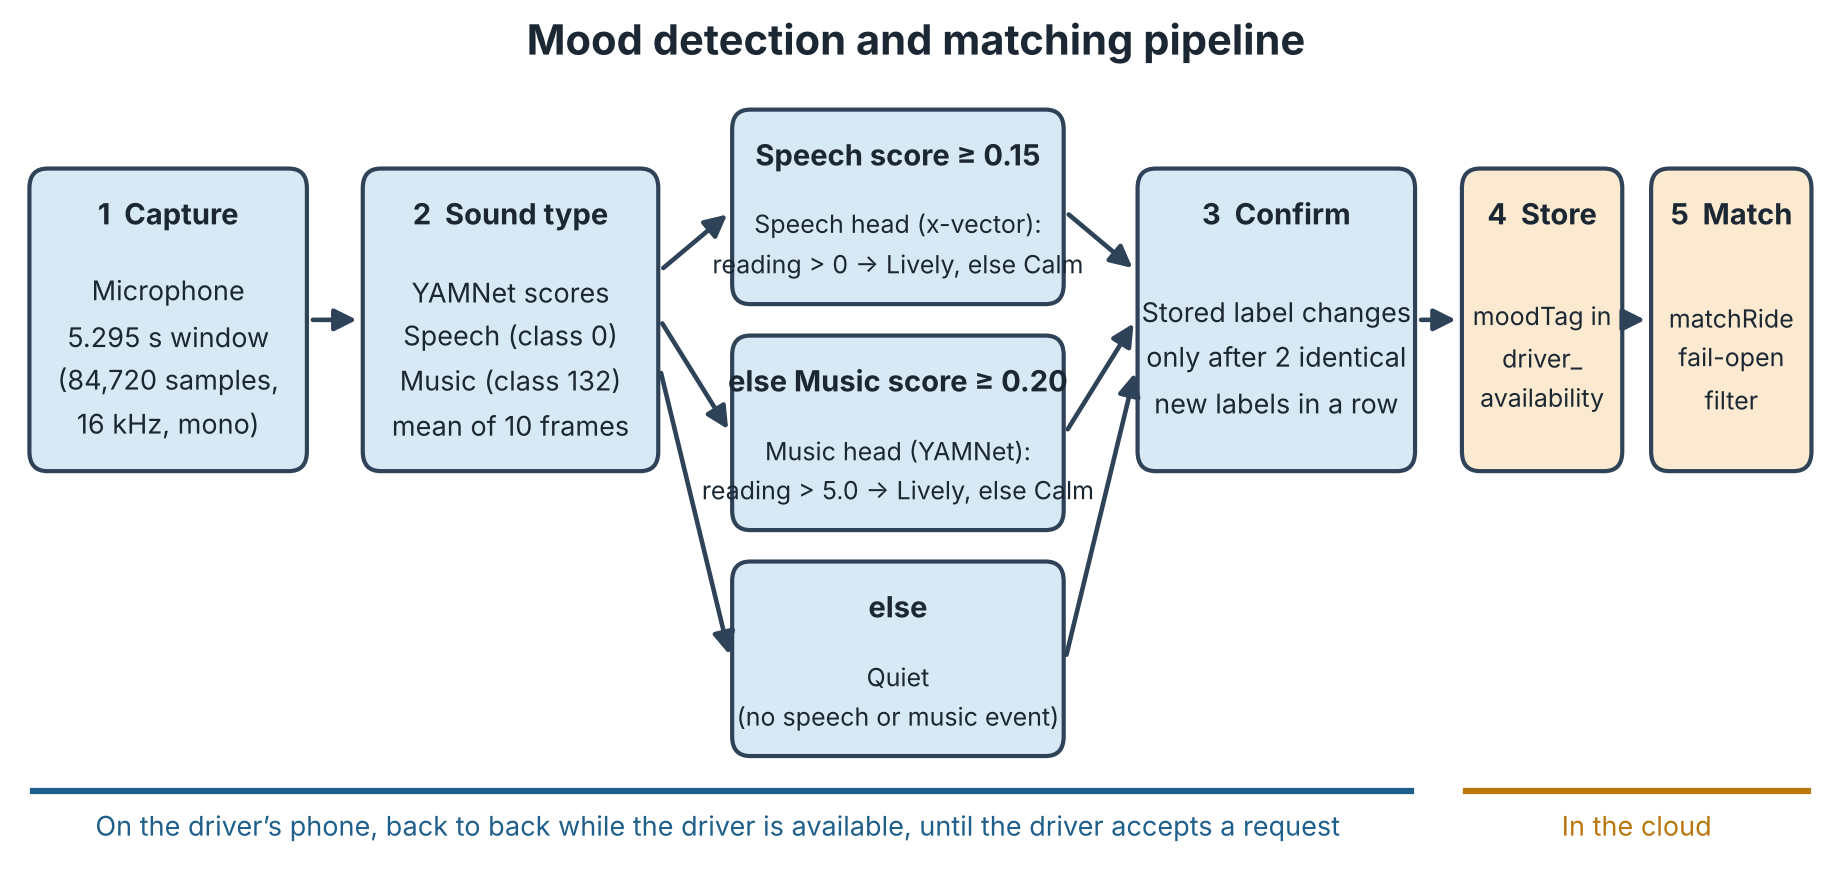 Mood detection and matching pipeline
1 Capture
Microphone
5.295 s window
(84,720 samples,
16 kHz, mono)
2 Sound type
YAMNet scores
Speech (class 0)
Music (class 132)
mean of 10 frames
Speech score ≥ 0.15
Speech head (x-vector):
reading > 0 → Lively, else Calm
else Music score ≥ 0.20
Music head (YAMNet):
reading > 5.0 → Lively, else Calm
else
Quiet
(no speech or music event)
3 Confirm
Stored label changes
only after 2 identical
new labels in a row
4 Store
moodTag in
driver_
availability
5 Match
matchRide
fail-open
filter
On the driver’s phone, back to back while the driver is available, until the driver accepts a request
In the cloud